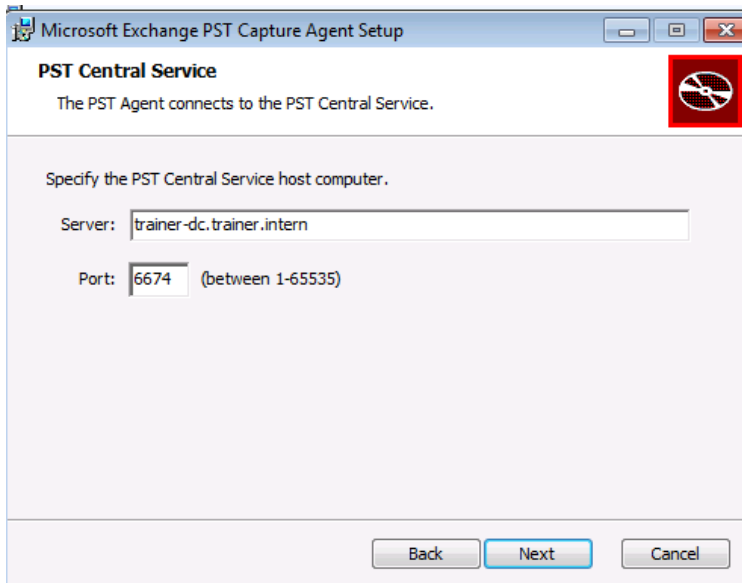 Microsoft Exchange PST Capture Agent Setup
PST Central Service
The PST Agent connects to the PST Central Service.
Specify the PST Central Service host computer.
Server: trainer-dc.trainer.intern
Port: 6674 (between 1-65535)
Back Next Cancel